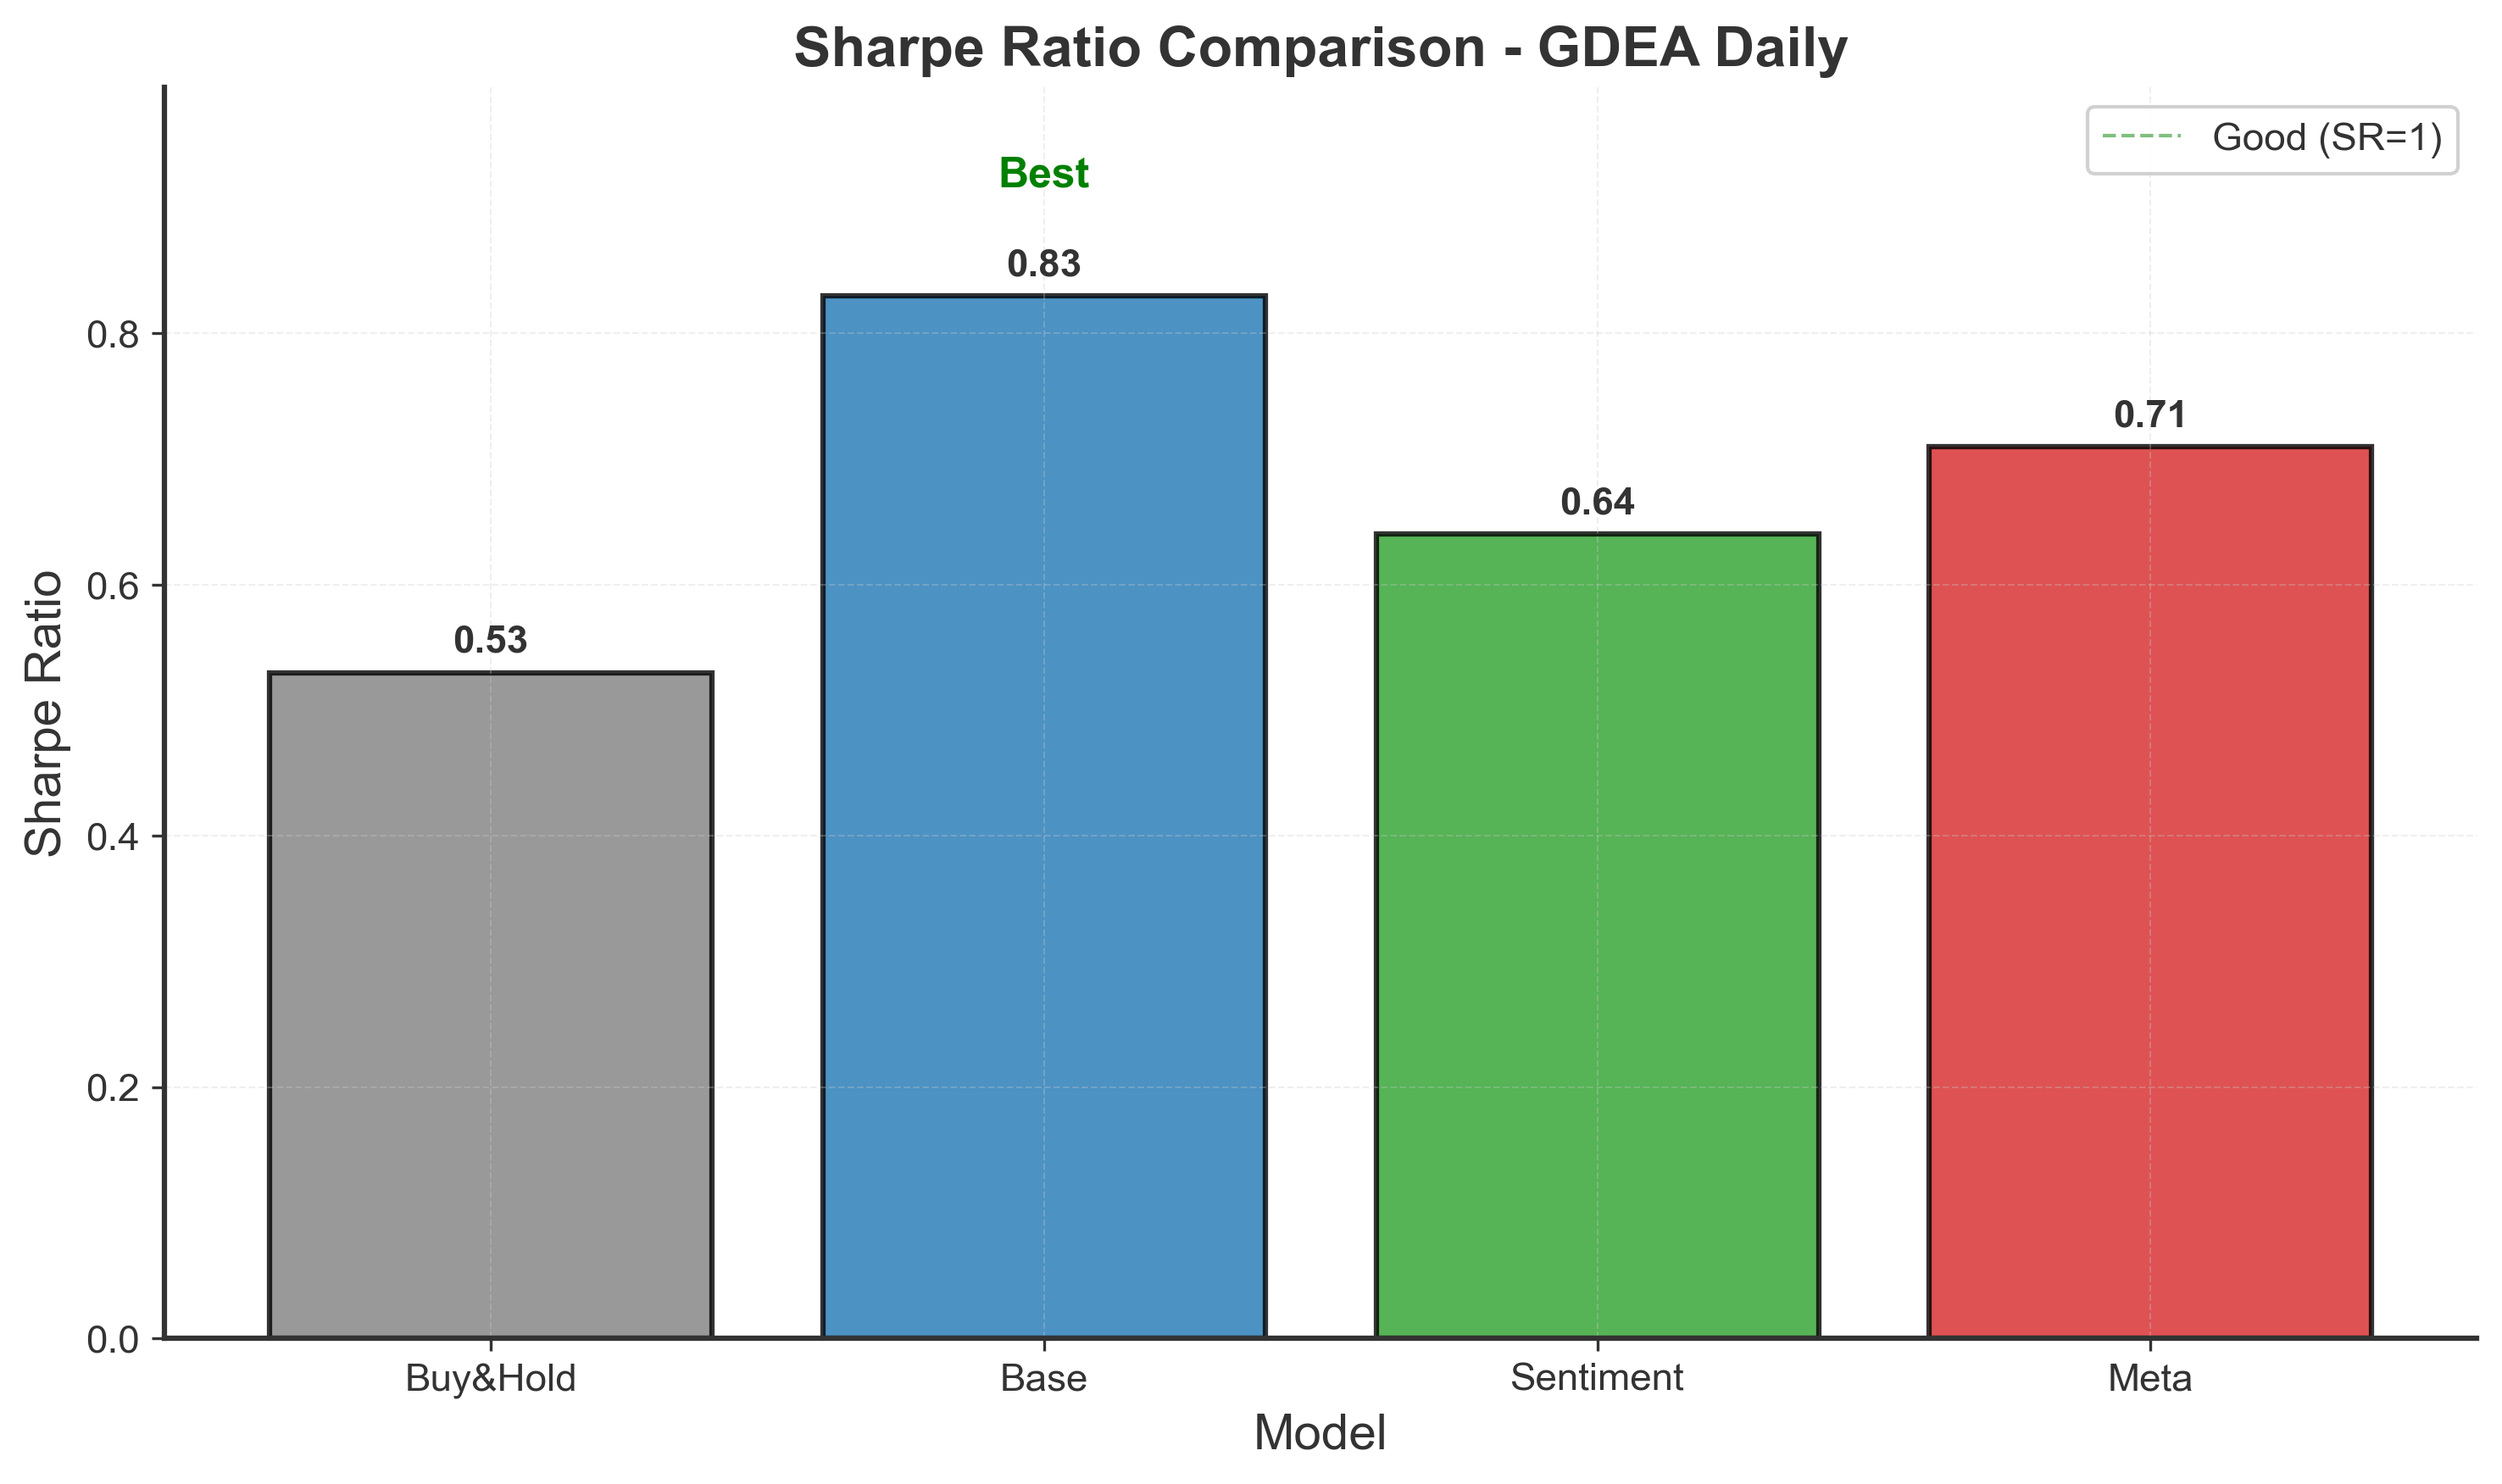 Sharpe Ratio Comparison - GDEA Daily
Good (SR=1)
Best
0.83
0.71
0.64
0.53
Sharpe Ratio
0.8
0.6
0.4
0.2
0.0
Buy&Hold
Base
Sentiment
Meta
Model